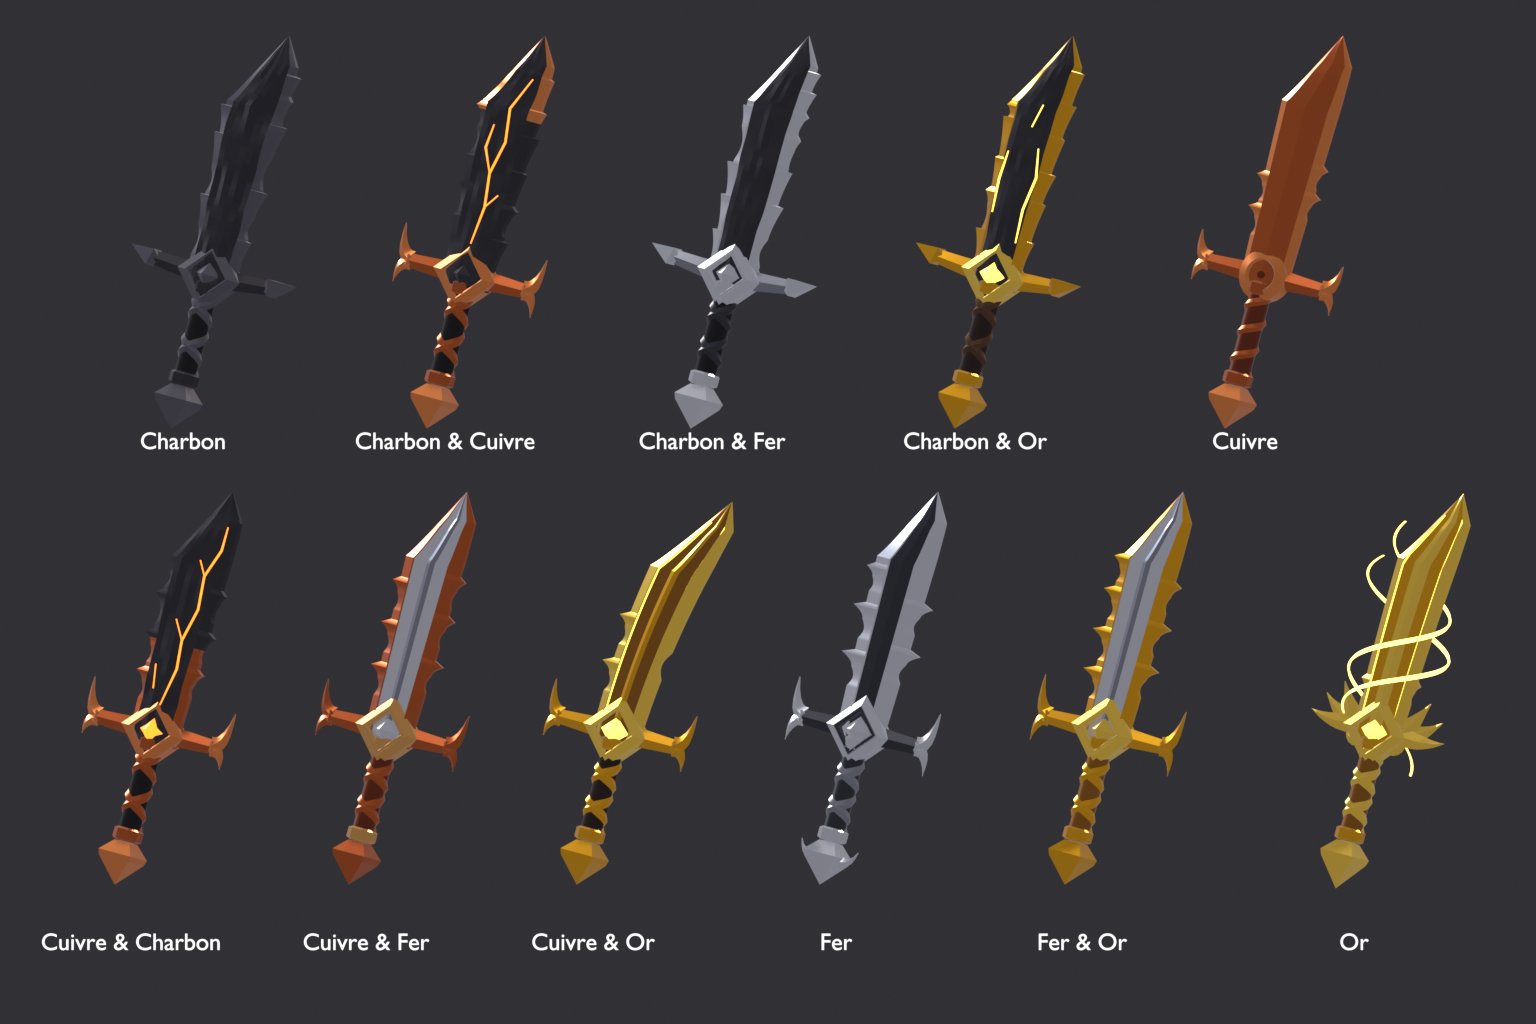 Charbon
Charbon & Cuivre
Charbon & Fer
Charbon & Or
Cuivre
Cuivre & Charbon
Cuivre & Fer
Cuivre & Or
Fer
Fer & Or
Or